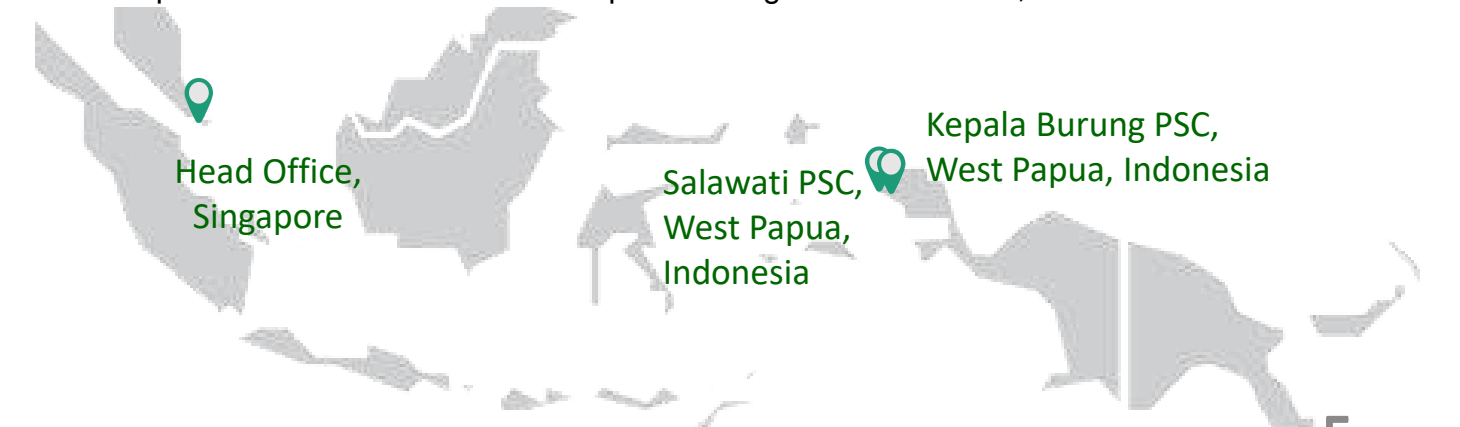 Head Office,
Singapore
Salawati PSC,
West Papua,
Indonesia
Kepala Burung PSC,
West Papua, Indonesia